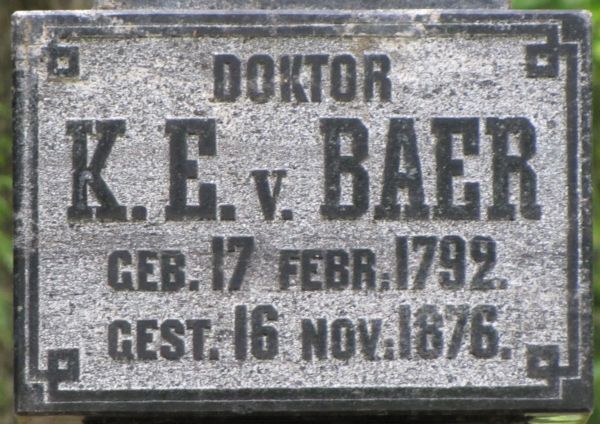 DOKTOR
K. E. v. BAER
GEB. 17 FEBR. 1792.
GEST. 16 NOV. 1876.